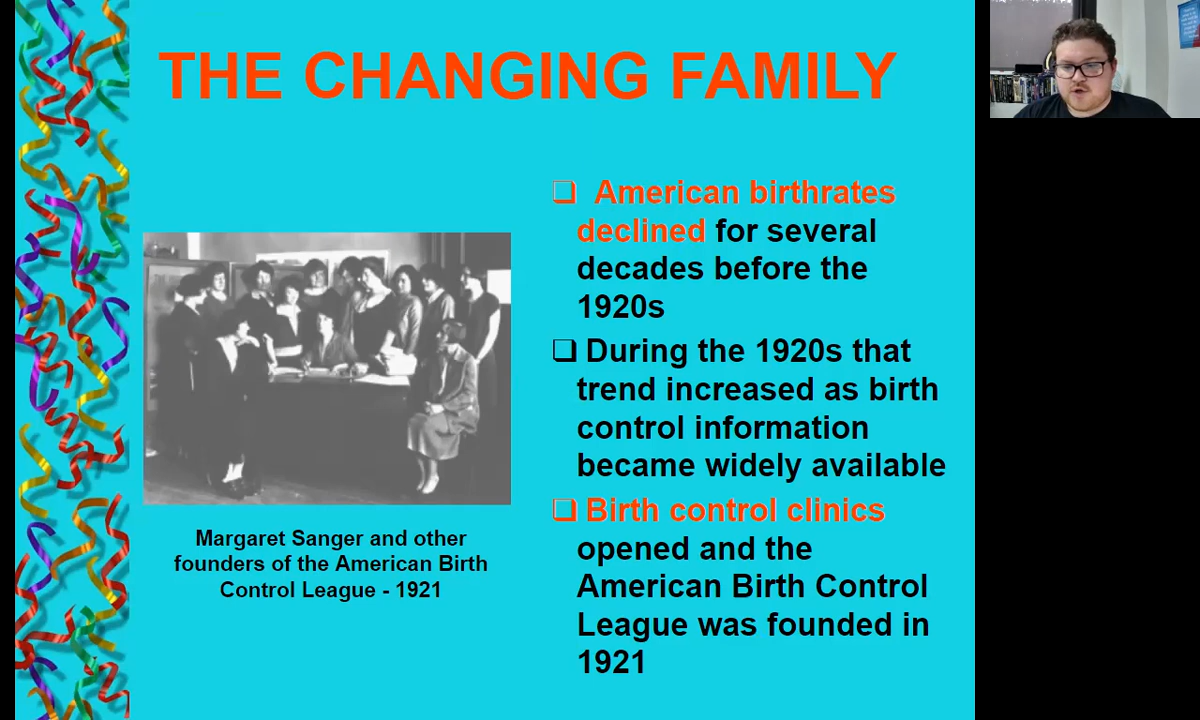 THE CHANGING FAMILY
❑ American birthrates
declined for several
decades before the
1920s
❑ During the 1920s that
trend increased as birth
control information
became widely available
❑ Birth control clinics
opened and the
American Birth Control
League was founded in
1921
Margaret Sanger and other
founders of the American Birth
Control League - 1921